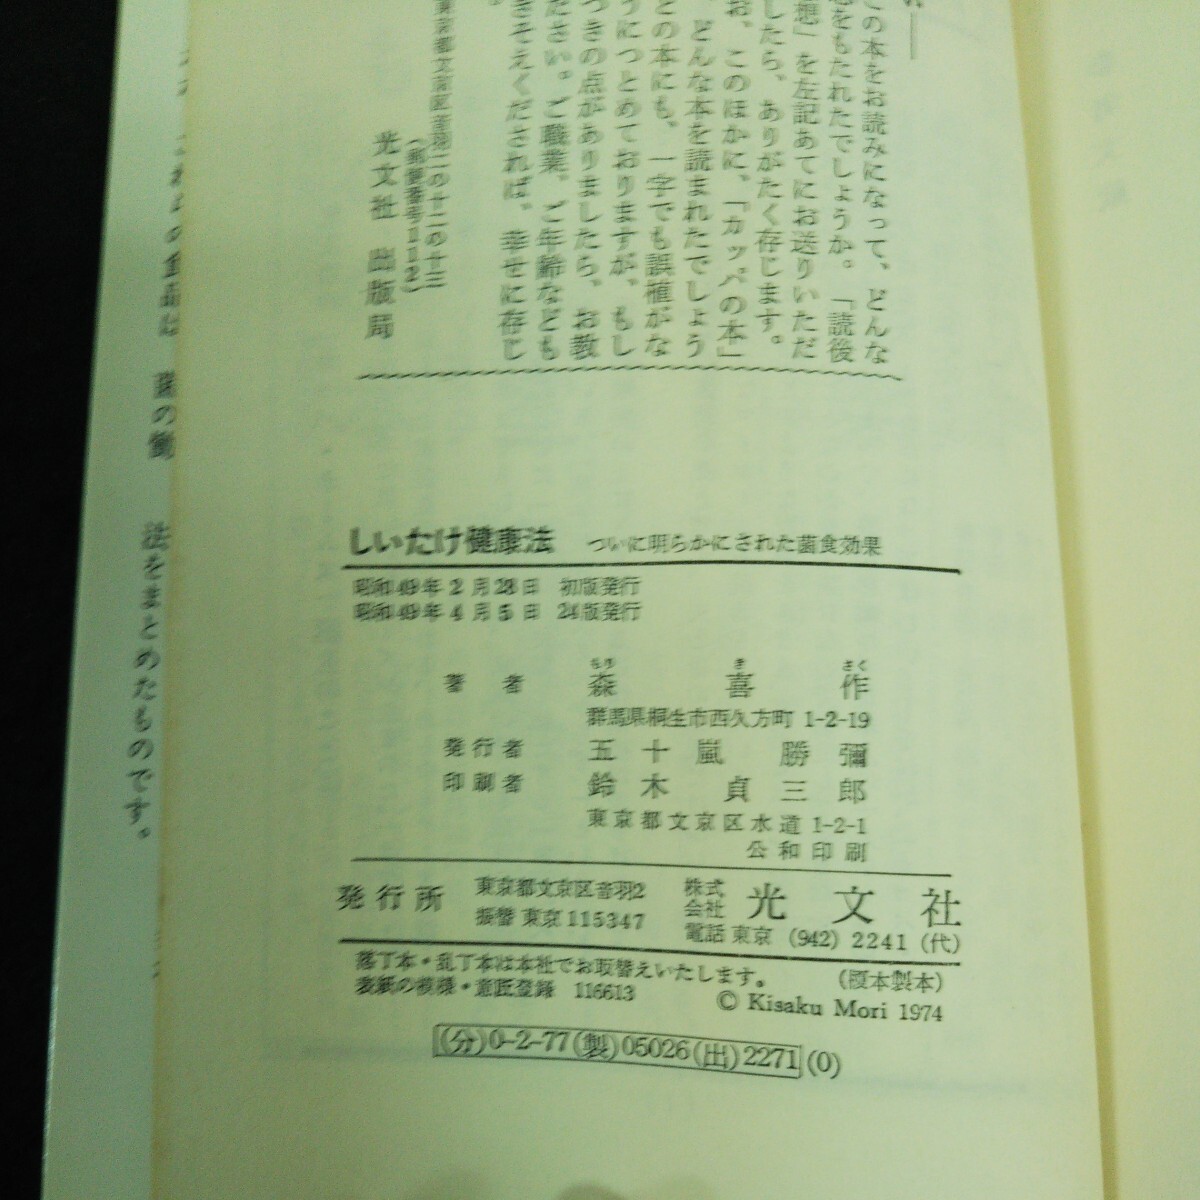 この本をお読みになって、どんな
をもたれたでしょうか。「読後
想」を左記あてにお送りいただ
したら、ありがたく存じます。
お、このほかに、「カッパの本」
、どんな本を読まれたでしょう
どの本にも、一字でも誤植がな
うにつとめておりますが、もし
つきの点がありましたら、お教
ださい。ご職業、ご年齢なども
きそえくだされば、幸せに存じ
東京都文京区音羽二の十二の十三
(郵便番号112)
光文社 出版局
法をまとめたものです。
しいたけ健康法 ついに明らかにされた菌食効果
昭和49年2月28日 初版発行
昭和49年4月5日 24版発行
もり き さく
著者 森喜作
群馬県桐生市西久方町 1-2-19
発行者 五十嵐勝彌
印刷者 鈴木貞三郎
東京都文京区水道 1-2-1
公和印刷
発行所 東京都文京区音羽2 株式会社 光文社
振替 東京 115347 電話 東京 (942) 2241 (代)
落丁本・乱丁本は本社でお取替えいたします。 (榎本製本)
表紙の模様・意匠登録 116613 © Kisaku Mori 1974
(分)0-2-77(製)05026(出)2271(0)